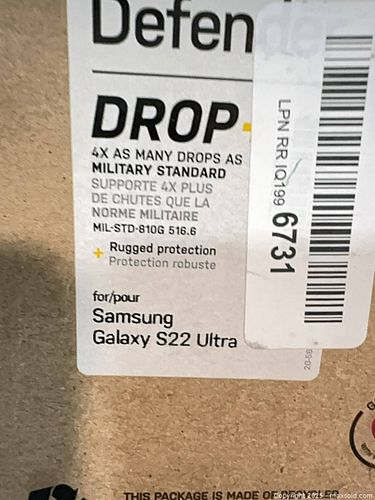 Defen
DROP+
4X AS MANY DROPS AS
MILITARY STANDARD
SUPPORTE 4X PLUS
DE CHUTES QUE LA
NORME MILITAIRE
MIL-STD-810G 516.6
+ Rugged protection
Protection robuste
for/pour
Samsung
Galaxy S22 Ultra
LPN RR IQ199 6731
THIS PACKAGE IS MADE OF